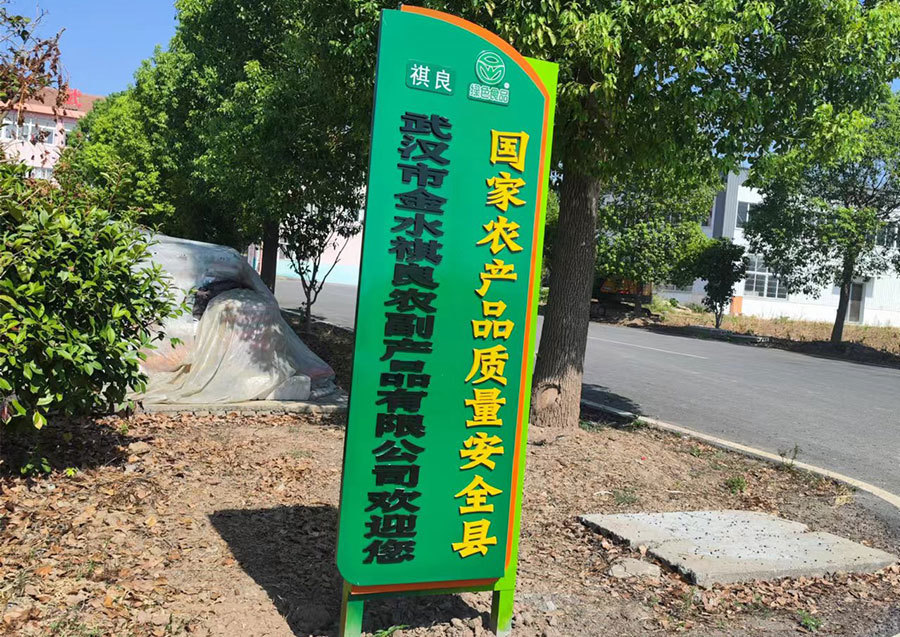 祺良
绿色食品
国家农产品质量安全县
武汉市金水祺良农副产品有限公司欢迎您